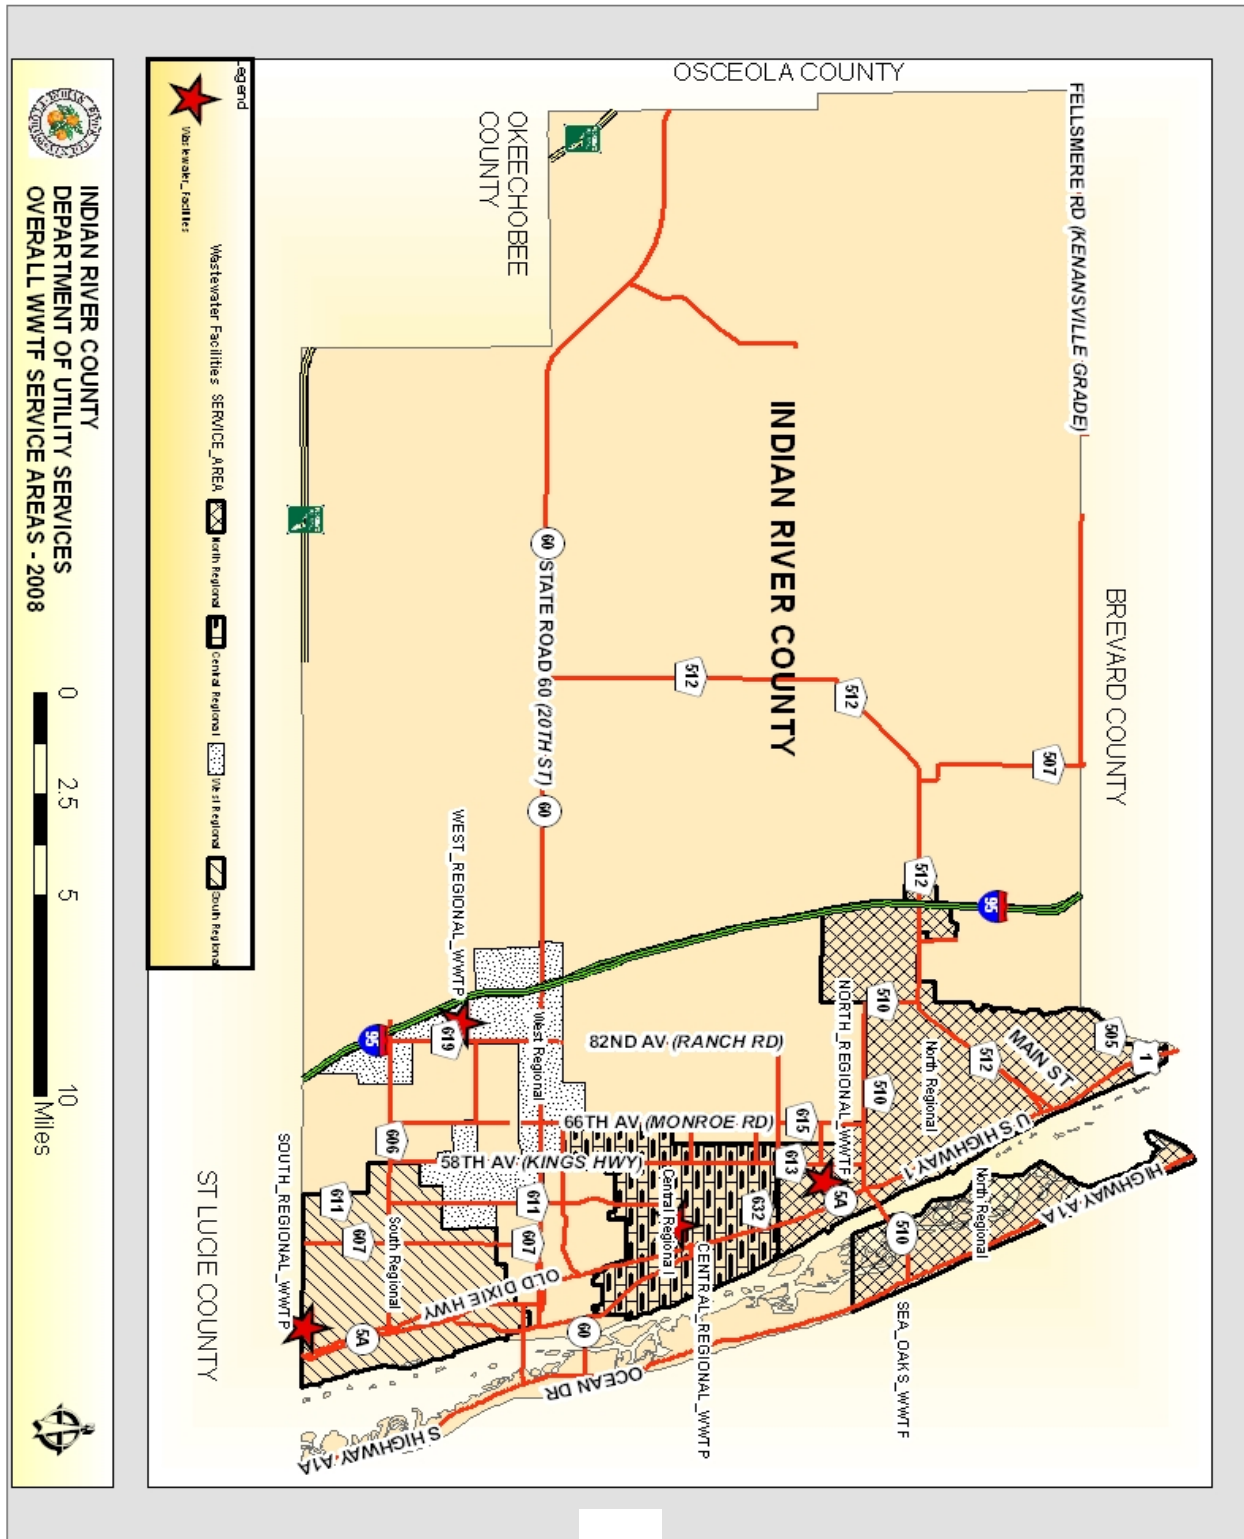 INDIAN RIVER COUNTY
DEPARTMENT OF UTILITY SERVICES
OVERALL WWTF SERVICE AREAS - 2008
0 2.5 5 10
Miles
Legend
Wastewater_Facilities
Wastewater Facilities SERVICE_AREA
North Regional
Central Regional
West Regional
South Regional
OSCEOLA COUNTY
OKEECHOBEE
COUNTY
BREVARD COUNTY
ST LUCIE COUNTY
INDIAN RIVER COUNTY
FELLSMERE RD (KENANSVILLE GRADE)
60
STATE ROAD 60 (20TH ST)
60
512
512
507
512
95
WEST_REGIONAL_WWTP
619
95
West Regional
82ND AV (RANCH RD)
NORTH_REGIONAL_WWTF
510
510
North Regional
512
MAIN ST
505
1
U S HIGHWAY 1
66TH AV (MONROE RD)
615
613
58TH AV (KINGS HWY)
606
611
611
607
607
South Regional
Central Regional
632
5A
510
North Regional
HIGHWAY A1A
SOUTH_REGIONAL_WWTP
5A
OLD DIXIE HWY
60
CENTRAL_REGIONAL_WWTP
SEA_OAKS_WWTF
OCEAN DR
S HIGHWAY A1A